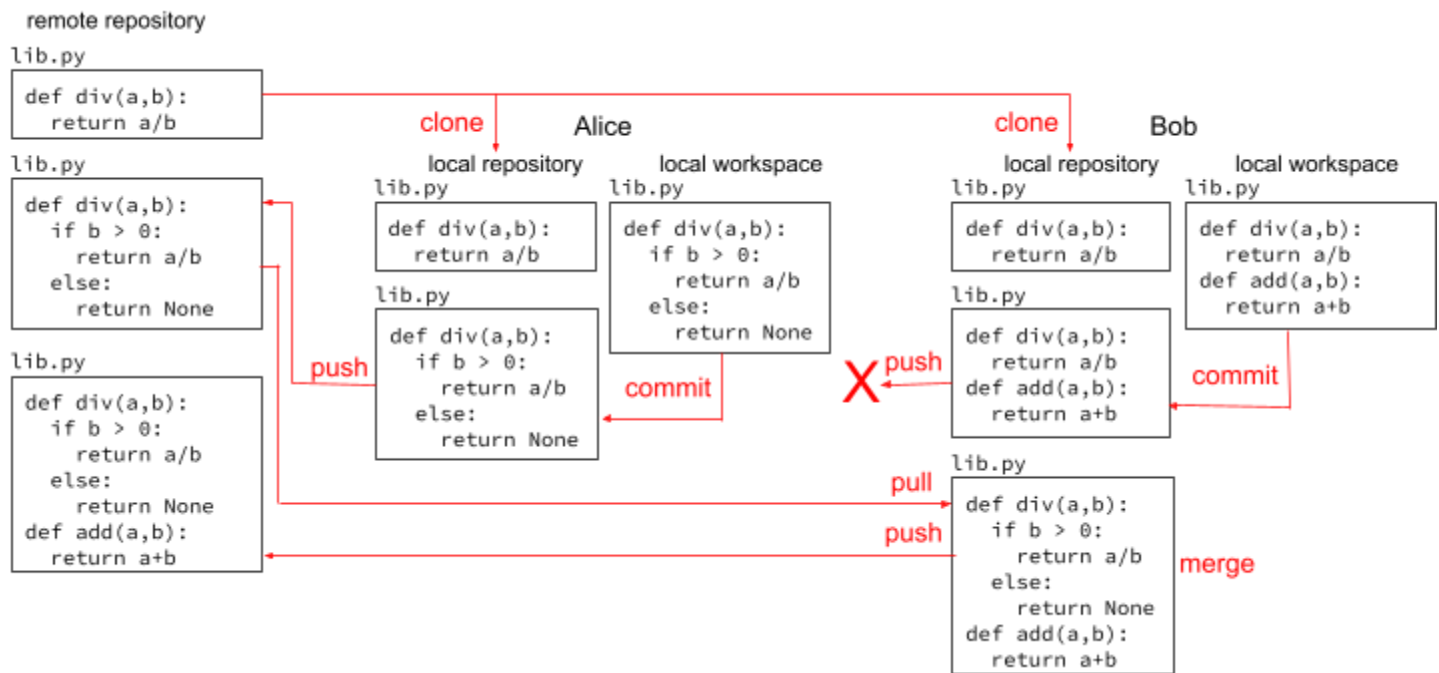 remote repository
lib.py
def div(a,b):
  return a/b
lib.py
def div(a,b):
  if b > 0:
    return a/b
  else:
    return None
lib.py
def div(a,b):
  if b > 0:
    return a/b
  else:
    return None
def add(a,b):
  return a+b
clone
Alice
local repository
lib.py
def div(a,b):
  return a/b
lib.py
def div(a,b):
  if b > 0:
    return a/b
  else:
    return None
push
local workspace
lib.py
def div(a,b):
  if b > 0:
    return a/b
  else:
    return None
commit
clone
Bob
local repository
lib.py
def div(a,b):
  return a/b
lib.py
def div(a,b):
  return a/b
def add(a,b):
  return a+b
X
push
local workspace
def div(a,b):
  return a/b
def add(a,b):
  return a+b
commit
lib.py
pull
push
lib.py
def div(a,b):
  if b > 0:
    return a/b
  else:
    return None
def add(a,b):
  return a+b
merge